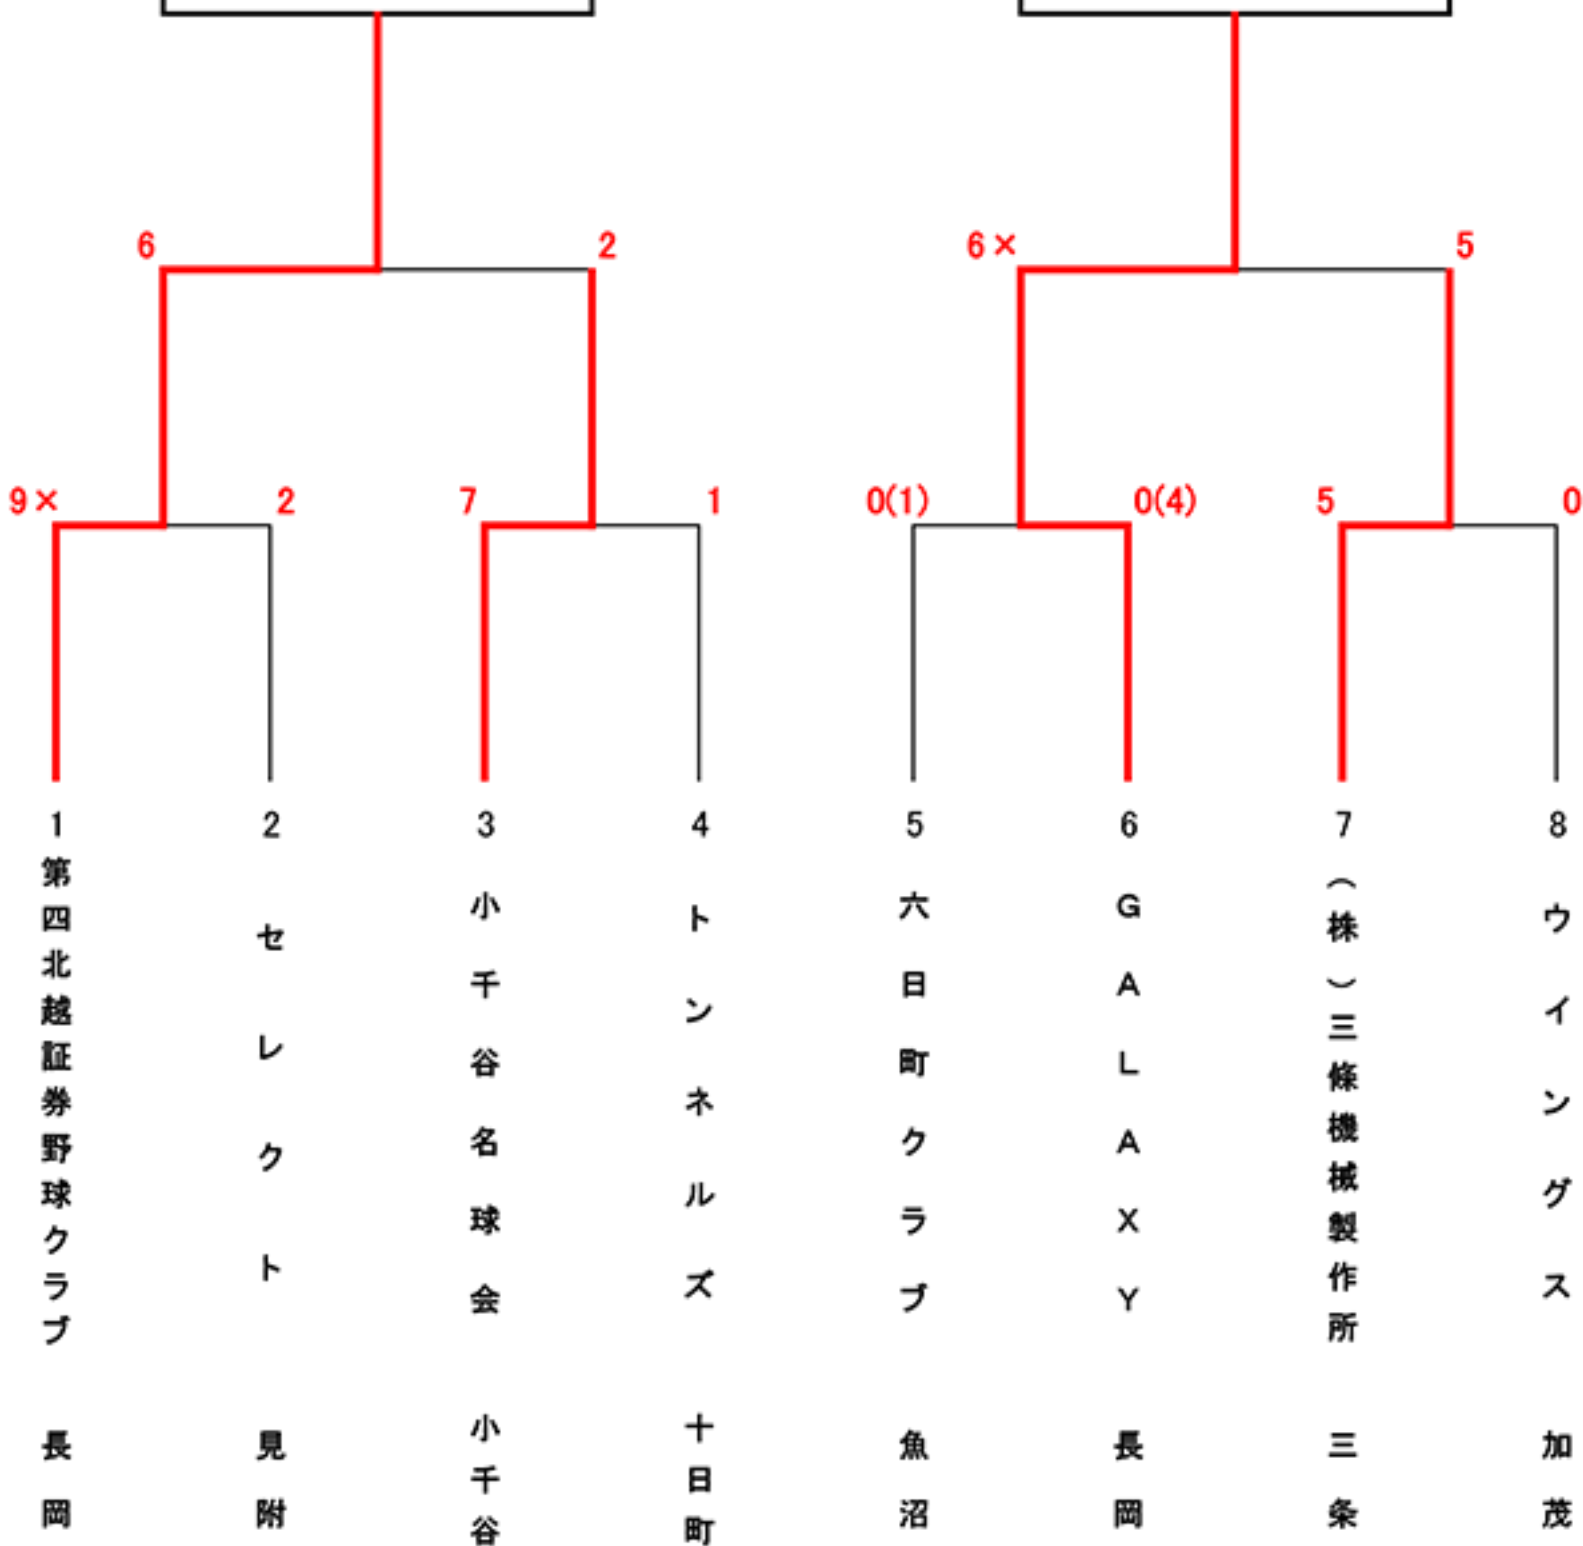 6 2 6× 5
9× 2 7 1 0(1) 0(4) 5 0
1 2 3 4 5 6 7 8
第四北越証券野球クラブ
セレクト
小千谷名球会
トンネルズ
六日町クラブ
GALAXY
（株）三條機械製作所
ウイングス
長岡
見附
小千谷
十日町
魚沼
長岡
三条
加茂